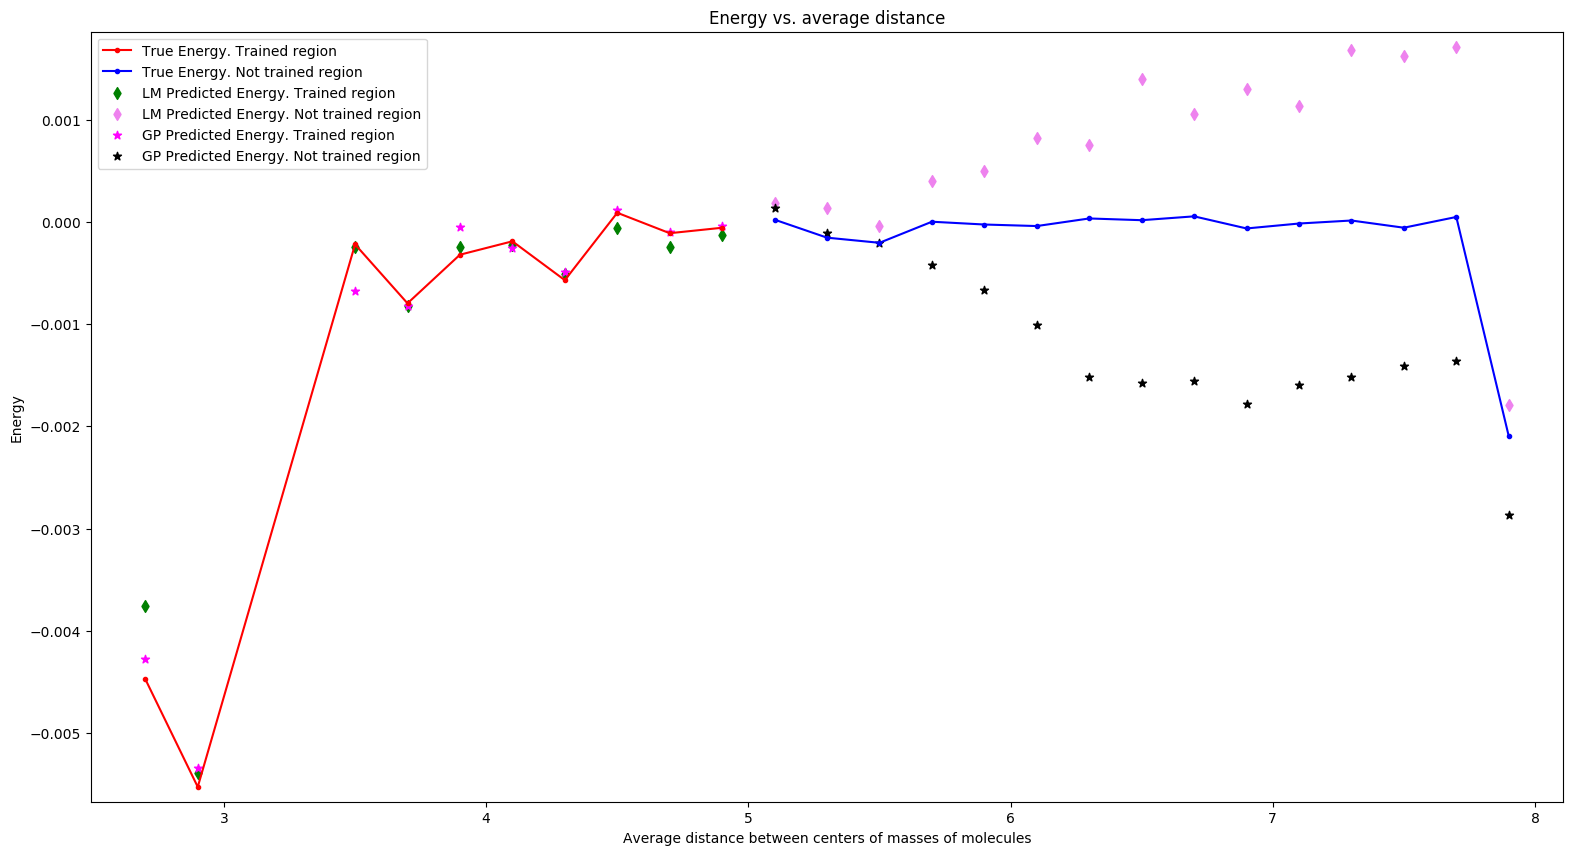 Energy vs. average distance
True Energy. Trained region
True Energy. Not trained region
LM Predicted Energy. Trained region
LM Predicted Energy. Not trained region
GP Predicted Energy. Trained region
GP Predicted Energy. Not trained region
0.001
0.000
−0.001
−0.002
−0.003
−0.004
−0.005
Energy
3 4 5 6 7 8
Average distance between centers of masses of molecules